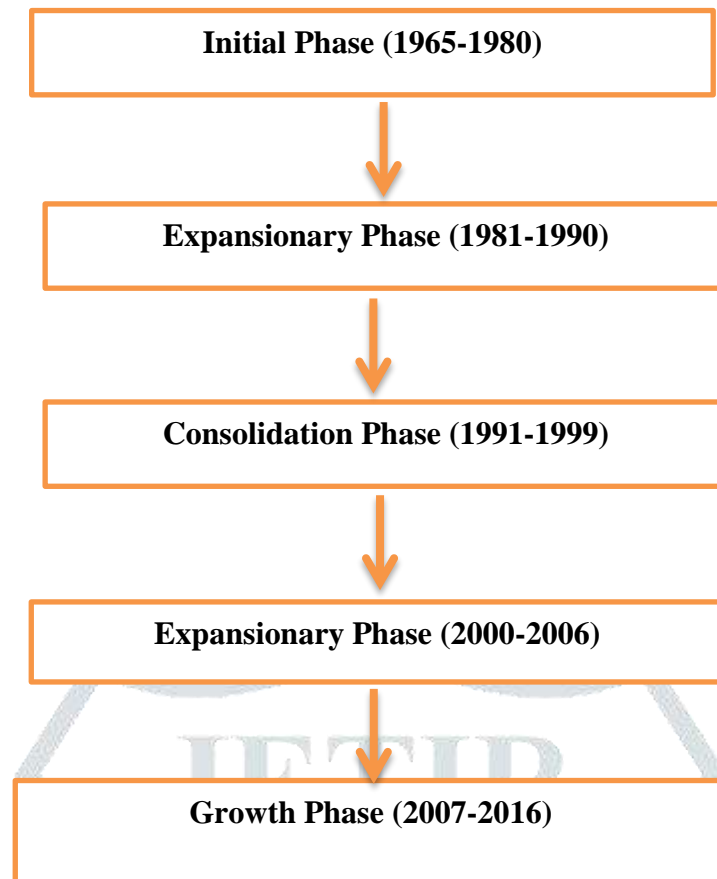 Initial Phase (1965-1980)
Expansionary Phase (1981-1990)
Consolidation Phase (1991-1999)
Expansionary Phase (2000-2006)
JETIR
Growth Phase (2007-2016)